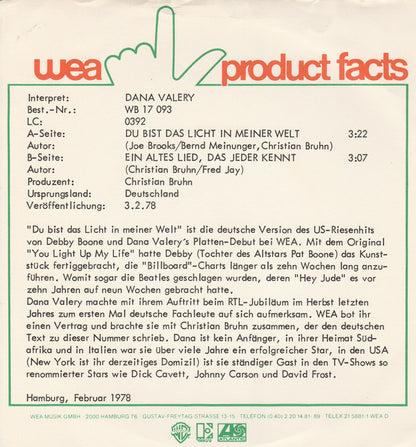 wea product facts
Interpret: DANA VALERY
Best.-Nr.: WB 17 093
LC: 0392
A-Seite: DU BIST DAS LICHT IN MEINER WELT 3:22
Autor: (Joe Brooks/Bernd Meinunger,Christian Bruhn)
B-Seite: EIN ALTES LIED, DAS JEDER KENNT 3:07
Autor: (Christian Bruhn/Fred Jay)
Produzent: Christian Bruhn
Ursprungsland: Deutschland
Veröffentlichung: 3.2.78
"Du bist das Licht in meiner Welt" ist die deutsche Version des US-Riesenhits
von Debby Boone und Dana Valery's Platten-Debut bei WEA. Mit dem Original
"You Light Up My Life" hatte Debby (Tochter des Altstars Pat Boone) das Kunst-
stück fertiggebracht, die "Billboard"-Charts länger als zehn Wochen lang anzu-
führen. Womit sogar die Beatles geschlagen wurden, deren "Hey Jude" es vor
zehn Jahren auf neun Wochen gebracht hatte.
Dana Valery machte mit ihrem Auftritt beim RTL-Jubiläum im Herbst letzten
Jahres zum ersten Mal deutsche Fachleute auf sich aufmerksam. WEA bot ihr
einen Vertrag und brachte sie mit Christian Bruhn zusammen, der den deutschen
Text zu dieser Nummer schrieb. Dana ist kein Anfänger, in ihrer Heimat Süd-
afrika und in Italien war sie über viele Jahre ein erfolgreicher Star, in den USA
(New York ist ihr derzeitiges Domizil) ist sie ständiger Gast in den TV-Shows so
renommierter Stars wie Dick Cavett, Johnny Carson und David Frost.
Hamburg, Februar 1978
WEA MUSIK GMBH · 2000 HAMBURG 76 · GUSTAV-FREYTAG-STRASSE 13-15 · TELEFON (0 40) 2 20 14 81- 89 · TELEX 21 5881-1 WEA D
ATLANTIC